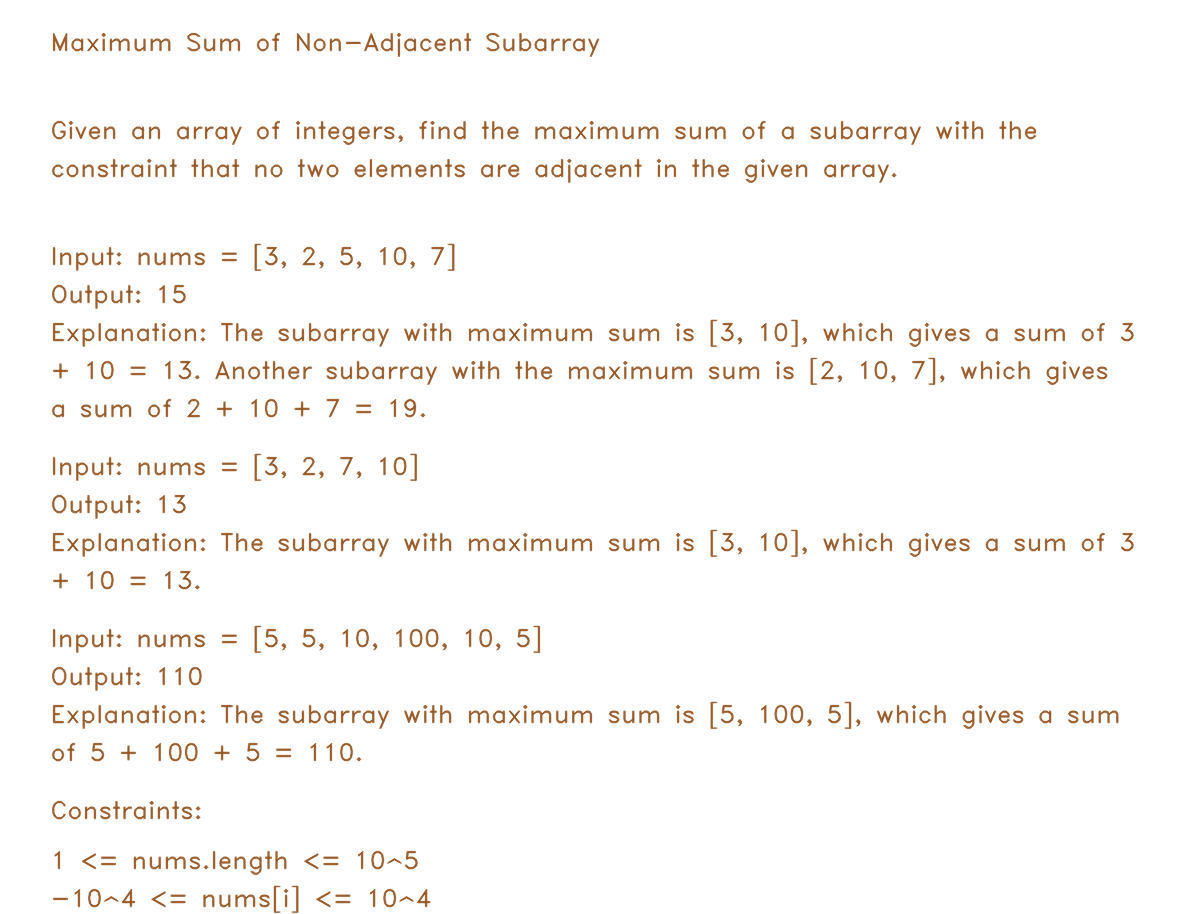 Maximum Sum of Non-Adjacent Subarray
Given an array of integers, find the maximum sum of a subarray with the
constraint that no two elements are adjacent in the given array.
Input: nums = [3, 2, 5, 10, 7]
Output: 15
Explanation: The subarray with maximum sum is [3, 10], which gives a sum of 3
+ 10 = 13. Another subarray with the maximum sum is [2, 10, 7], which gives
a sum of 2 + 10 + 7 = 19.
Input: nums = [3, 2, 7, 10]
Output: 13
Explanation: The subarray with maximum sum is [3, 10], which gives a sum of 3
+ 10 = 13.
Input: nums = [5, 5, 10, 100, 10, 5]
Output: 110
Explanation: The subarray with maximum sum is [5, 100, 5], which gives a sum
of 5 + 100 + 5 = 110.
Constraints:
1 <= nums.length <= 10^5
-10^4 <= nums[i] <= 10^4